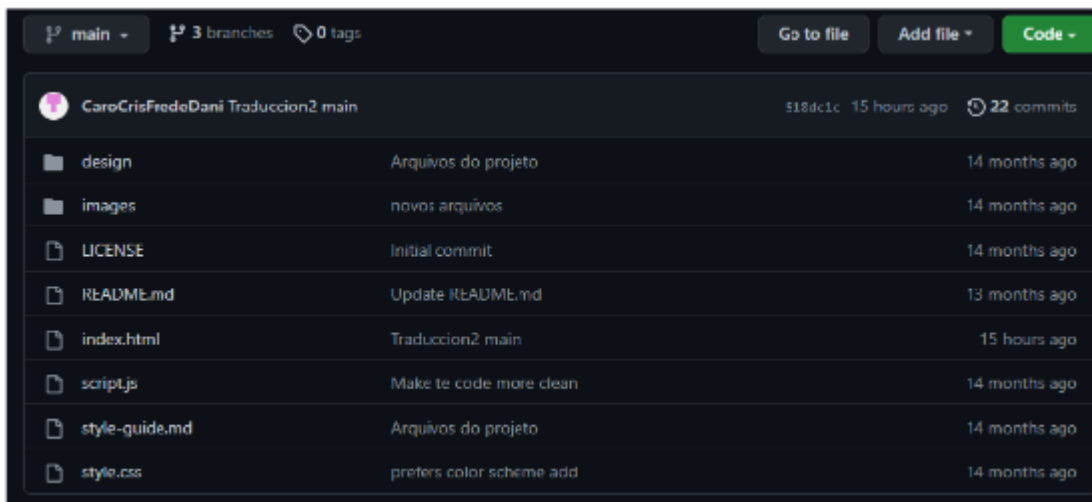 main 3 branches 0 tags Go to file Add file Code
CaroCrisFredeDani Traduccion2 main 518dc1c 15 hours ago 22 commits
design Arquivos do projeto 14 months ago
images novos arquivos 14 months ago
LICENSE Initial commit 14 months ago
README.md Update README.md 13 months ago
index.html Traduccion2 main 15 hours ago
script.js Make te code more clean 14 months ago
style-guide.md Arquivos do projeto 14 months ago
style.css prefers color scheme add 14 months ago